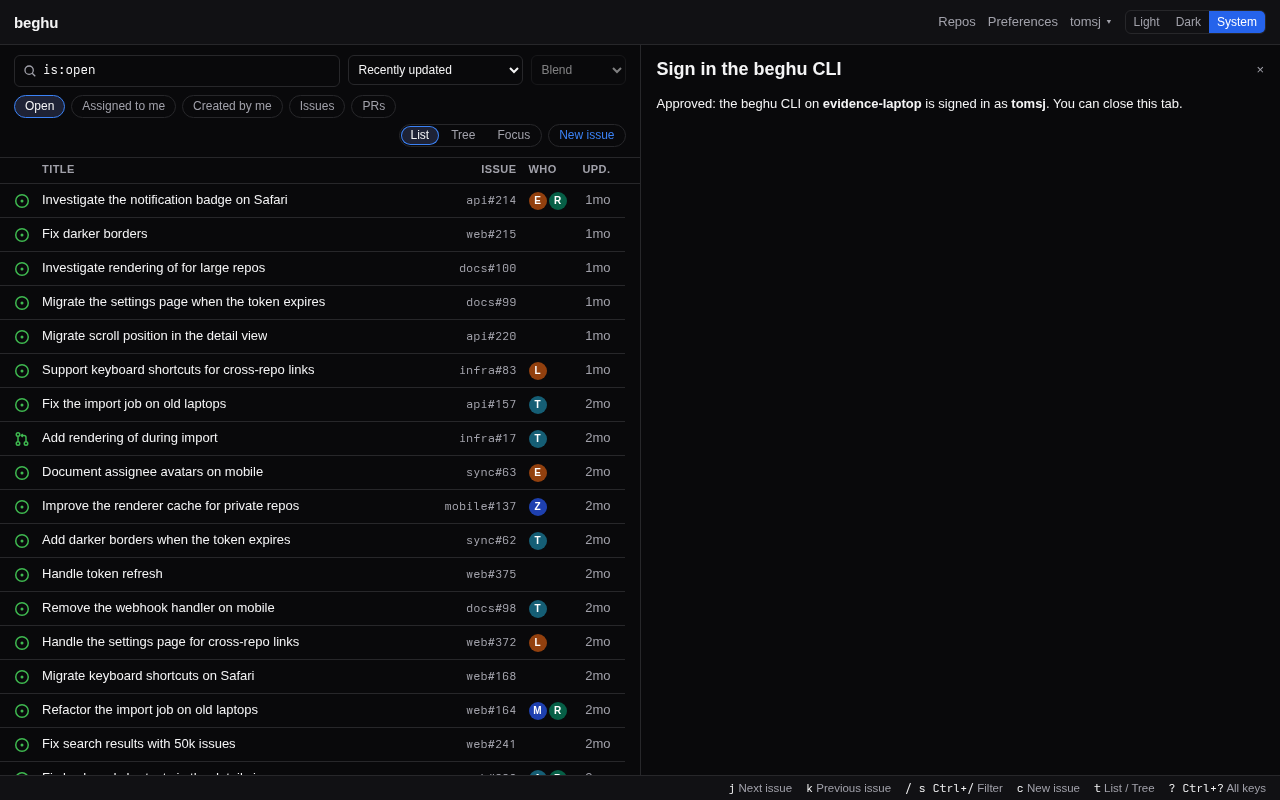 beghu
Repos Preferences tomsj ▾ Light Dark System
is:open Recently updated Blend
Open Assigned to me Created by me Issues PRs
List Tree Focus New issue
TITLE ISSUE WHO UPD.
Investigate the notification badge on Safari api#214 E R 1mo
Fix darker borders web#215 1mo
Investigate rendering of for large repos docs#100 1mo
Migrate the settings page when the token expires docs#99 1mo
Migrate scroll position in the detail view api#220 1mo
Support keyboard shortcuts for cross-repo links infra#83 L 1mo
Fix the import job on old laptops api#157 T 2mo
Add rendering of during import infra#17 T 2mo
Document assignee avatars on mobile sync#63 E 2mo
Improve the renderer cache for private repos mobile#137 Z 2mo
Add darker borders when the token expires sync#62 T 2mo
Handle token refresh web#375 2mo
Remove the webhook handler on mobile docs#98 T 2mo
Handle the settings page for cross-repo links web#372 L 2mo
Migrate keyboard shortcuts on Safari web#168 2mo
Refactor the import job on old laptops web#164 M R 2mo
Fix search results with 50k issues web#241 2mo
Sign in the beghu CLI ×
Approved: the beghu CLI on evidence-laptop is signed in as tomsj. You can close this tab.
j Next issue k Previous issue / s Ctrl+/ Filter c New issue t List / Tree ? Ctrl+? All keys